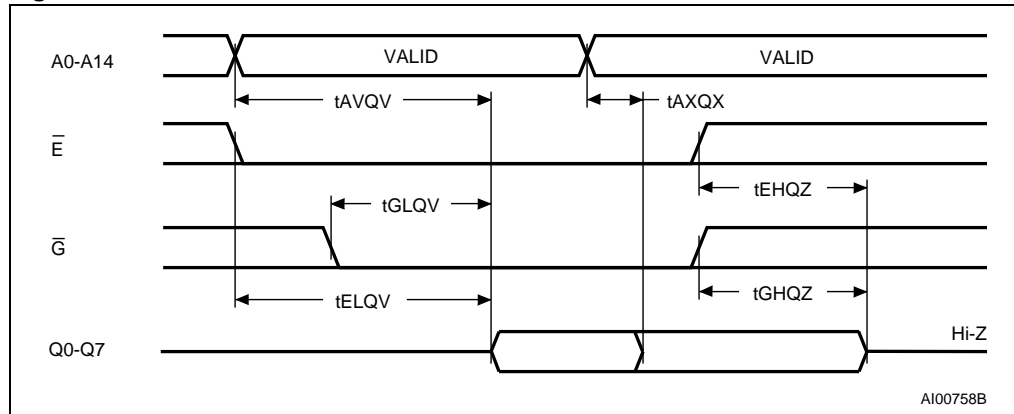 A0-A14
VALID
VALID
tAVQV
tAXQX
E
tEHQZ
tGLQV
G
tELQV
tGHQZ
Q0-Q7
Hi-Z
AI00758B